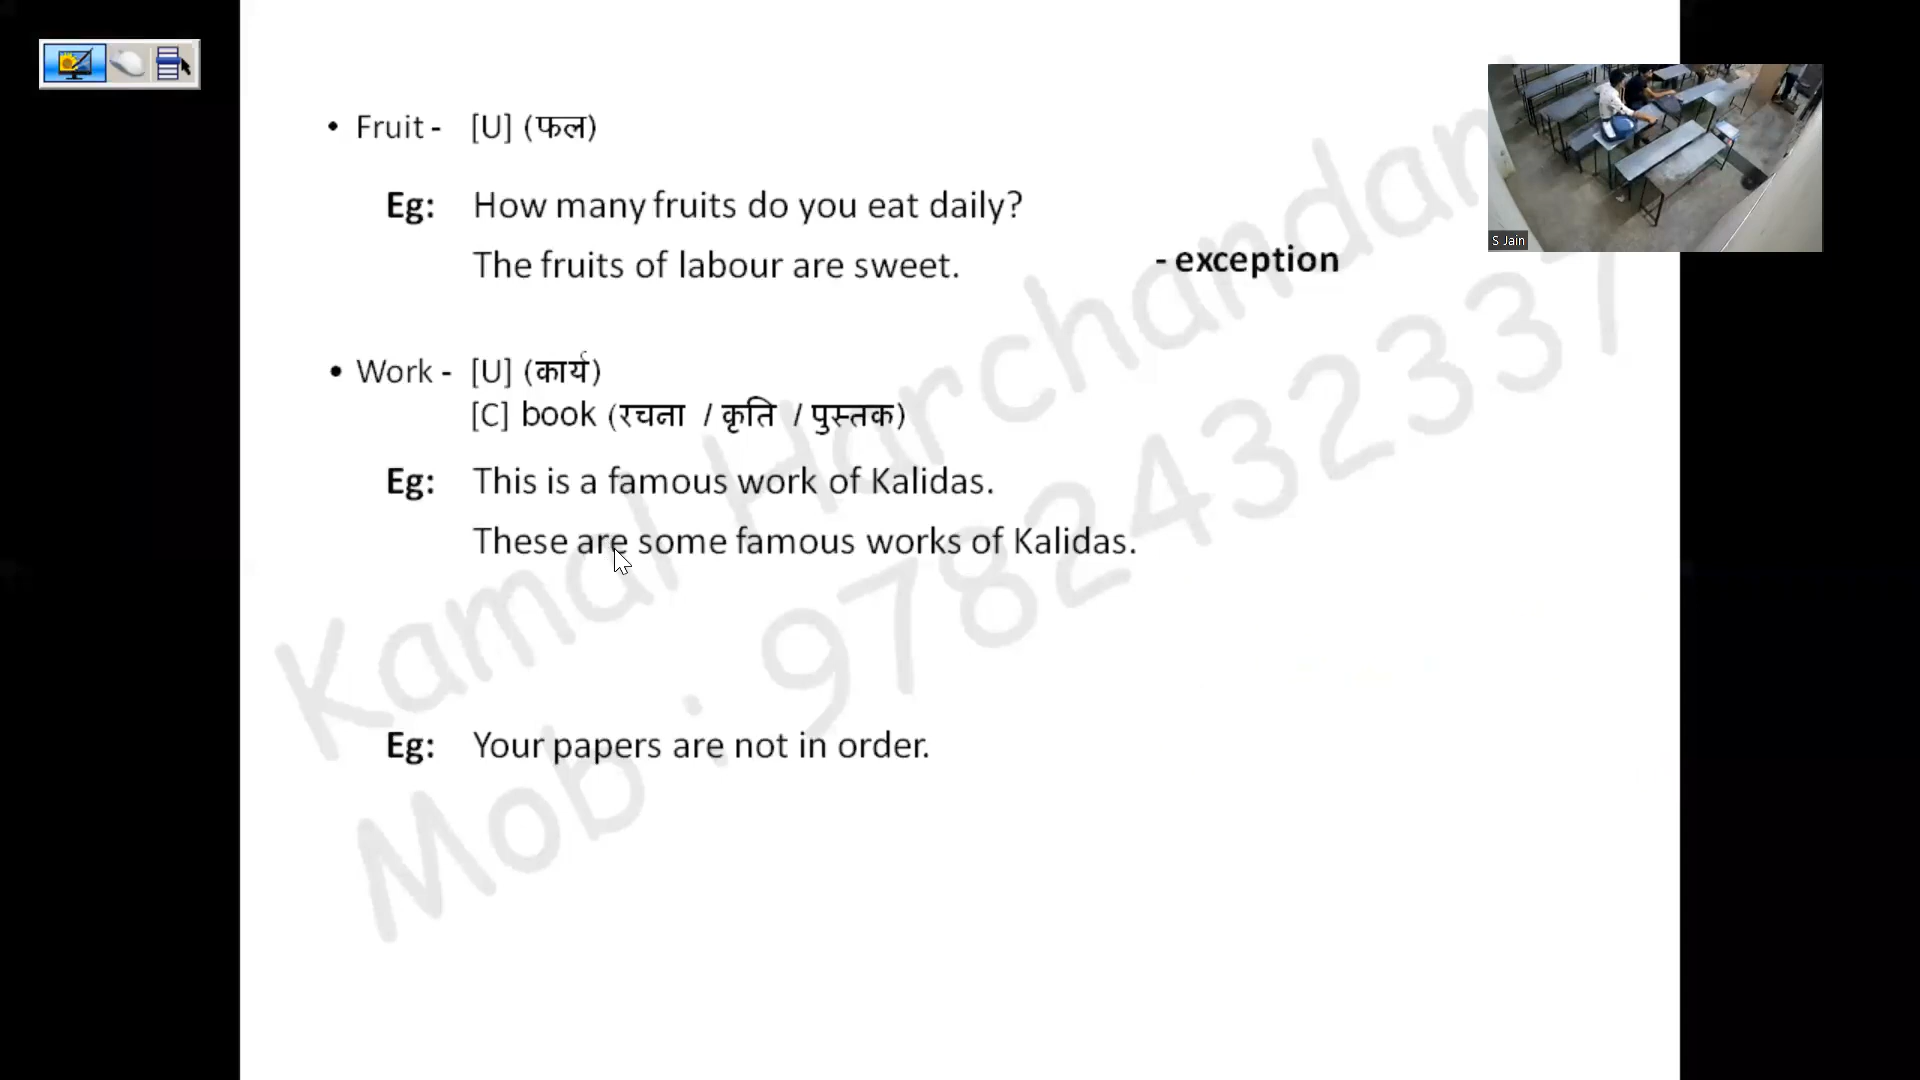 • Fruit - [U] (फल)
Eg: How many fruits do you eat daily?
The fruits of labour are sweet. - exception
• Work - [U] (कार्य)
[C] book (रचना / कृति / पुस्तक)
Eg: This is a famous work of Kalidas.
These are some famous works of Kalidas.
Eg: Your papers are not in order.
Kamal Harchandani
Mob : 9782432337
S Jain